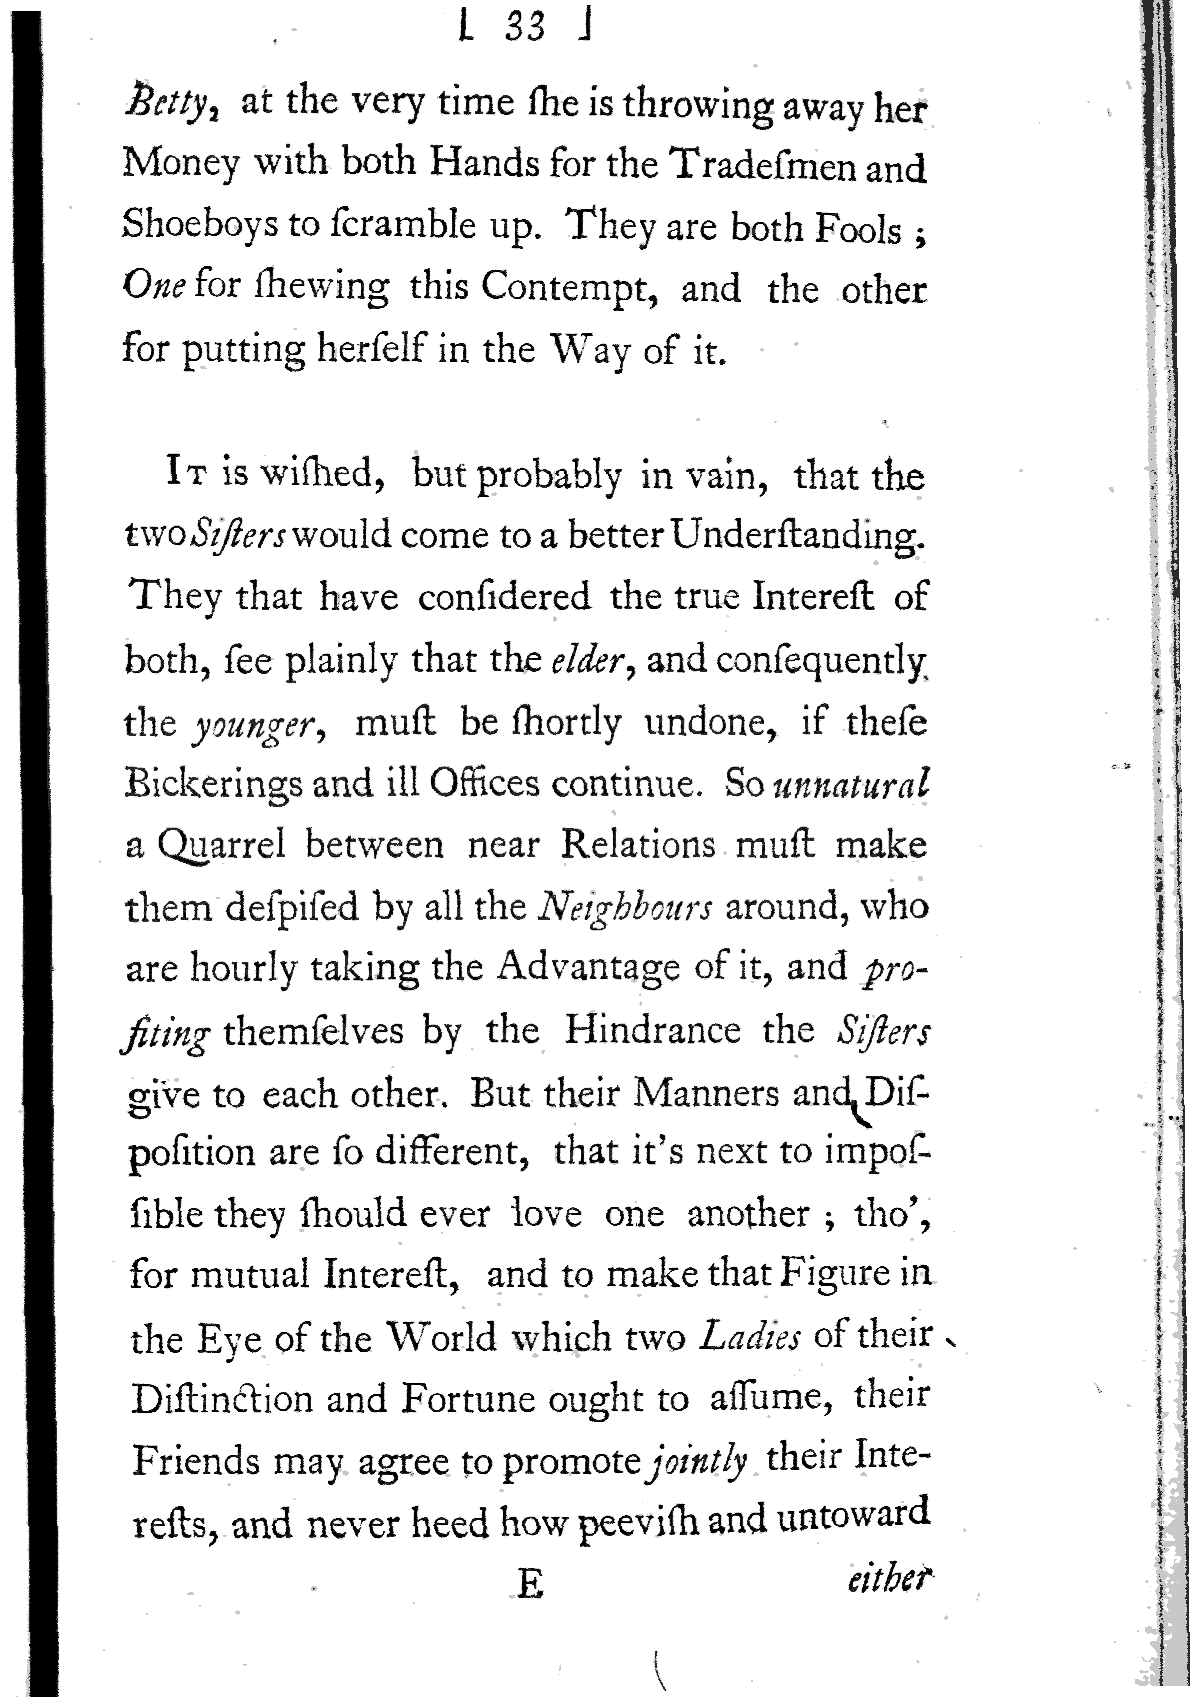 [ 33 ]
Betty, at the very time ſhe is throwing away her
Money with both Hands for the Tradeſmen and
Shoeboys to ſcramble up. They are both Fools ;
One for ſhewing this Contempt, and the other
for putting herſelf in the Way of it.
IT is wiſhed, but probably in vain, that the
two Siſters would come to a better Underſtanding.
They that have conſidered the true Intereſt of
both, ſee plainly that the elder, and conſequently
the younger, muſt be ſhortly undone, if theſe
Bickerings and ill Offices continue. So unnatural
a Quarrel between near Relations muſt make
them deſpiſed by all the Neighbours around, who
are hourly taking the Advantage of it, and pro-
fiting themſelves by the Hindrance the Siſters
give to each other. But their Manners and Diſ-
poſition are ſo different, that it's next to impoſ-
ſible they ſhould ever love one another ; tho',
for mutual Intereſt, and to make that Figure in
the Eye of the World which two Ladies of their
Diſtinction and Fortune ought to aſſume, their
Friends may agree to promote jointly their Inte-
reſts, and never heed how peeviſh and untoward
E either